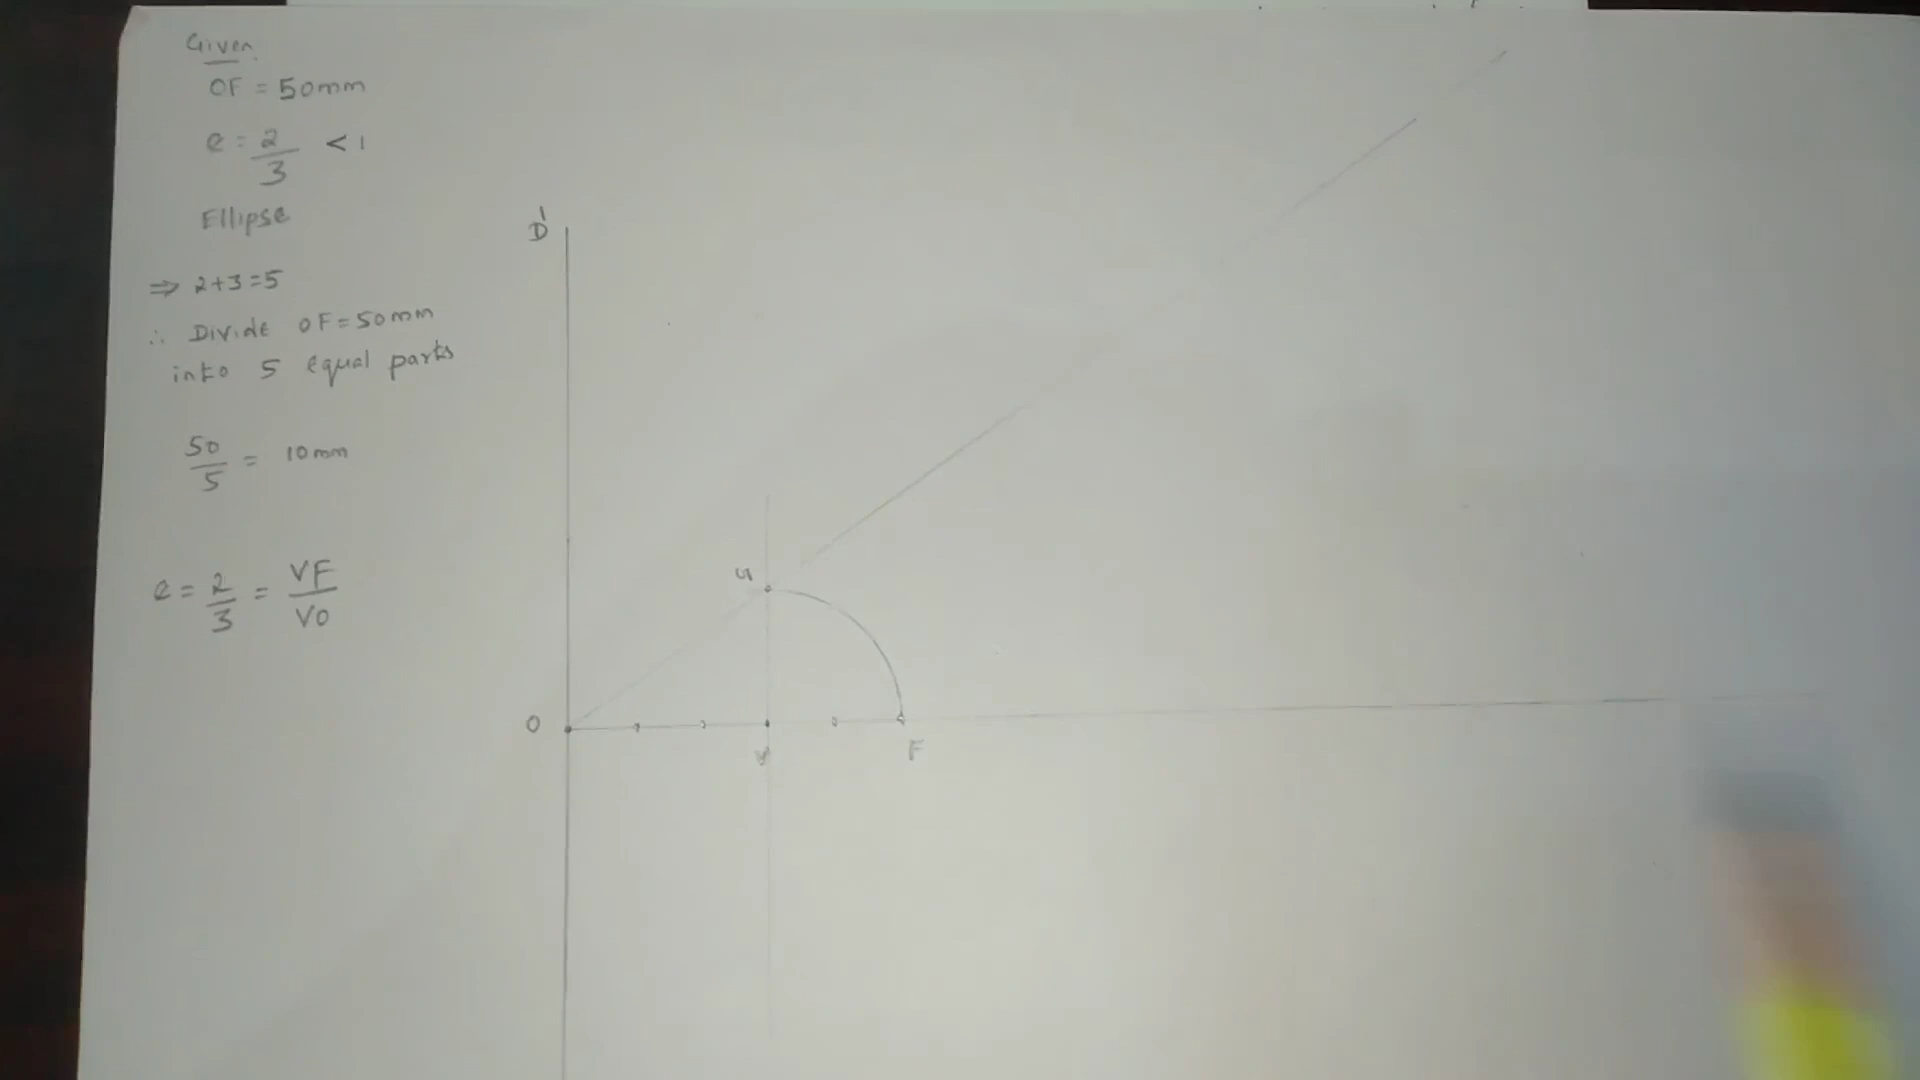 Given
OF = 50mm
e = 2/3 < 1
Ellipse
⇒ 2+3=5
∴ Divide OF=50mm
into 5 equal parts
50/5 = 10mm
e = 2/3 = VF/VO
D'
G
O
V
F